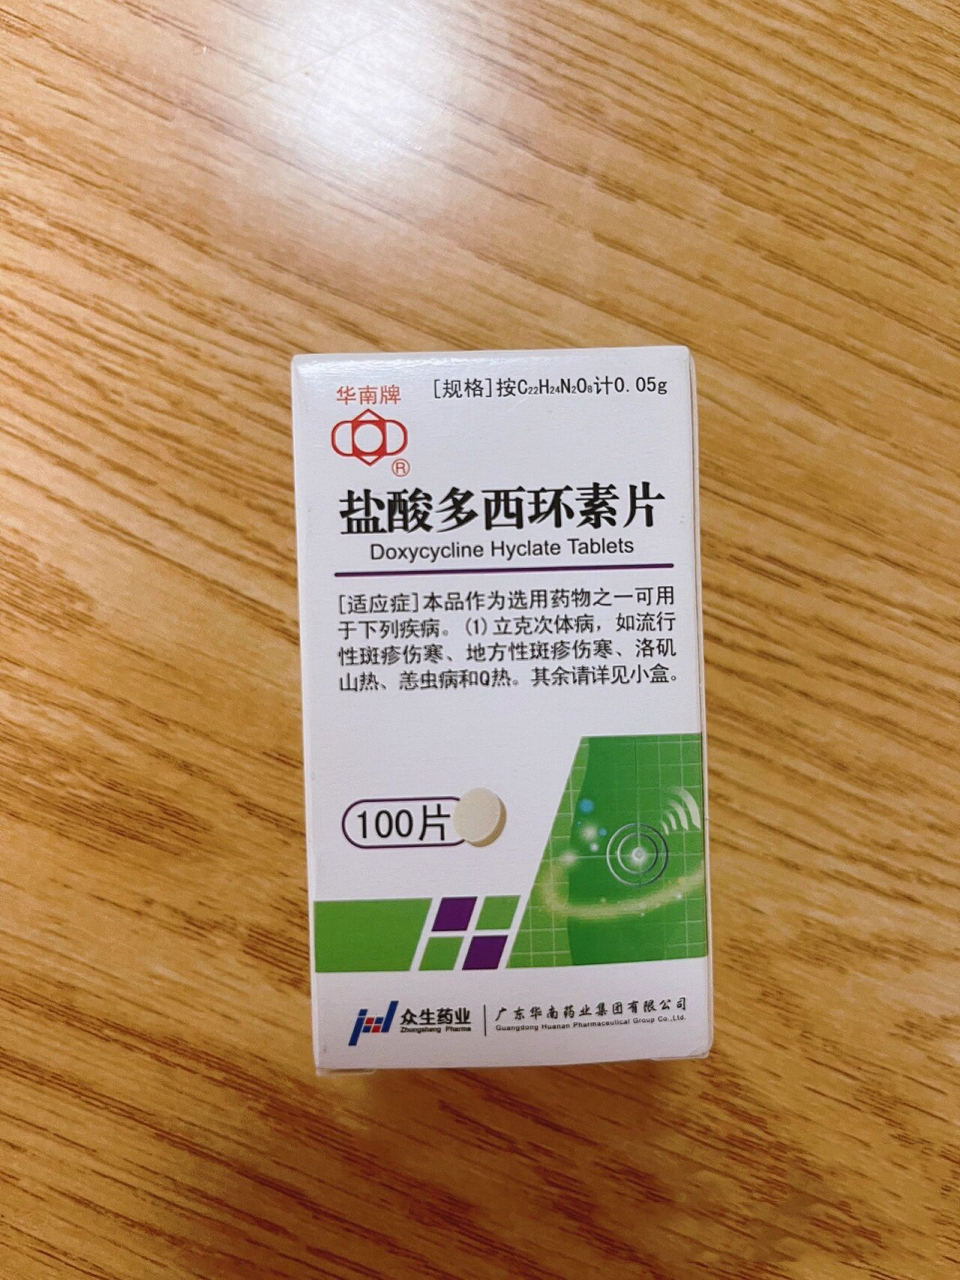 华南牌
[规格]按C₂₂H₂₄N₂O₈计0.05g
®
盐酸多西环素片
Doxycycline Hyclate Tablets
[适应症]本品作为选用药物之一可用
于下列疾病。(1)立克次体病，如流行
性斑疹伤寒、地方性斑疹伤寒、洛矶
山热、恙虫病和Q热。其余请详见小盒。
100片
众生药业
Zhongsheng Pharma
广东华南药业集团有限公司
Guangdong Huanan Pharmaceutical Group Co.,Ltd.